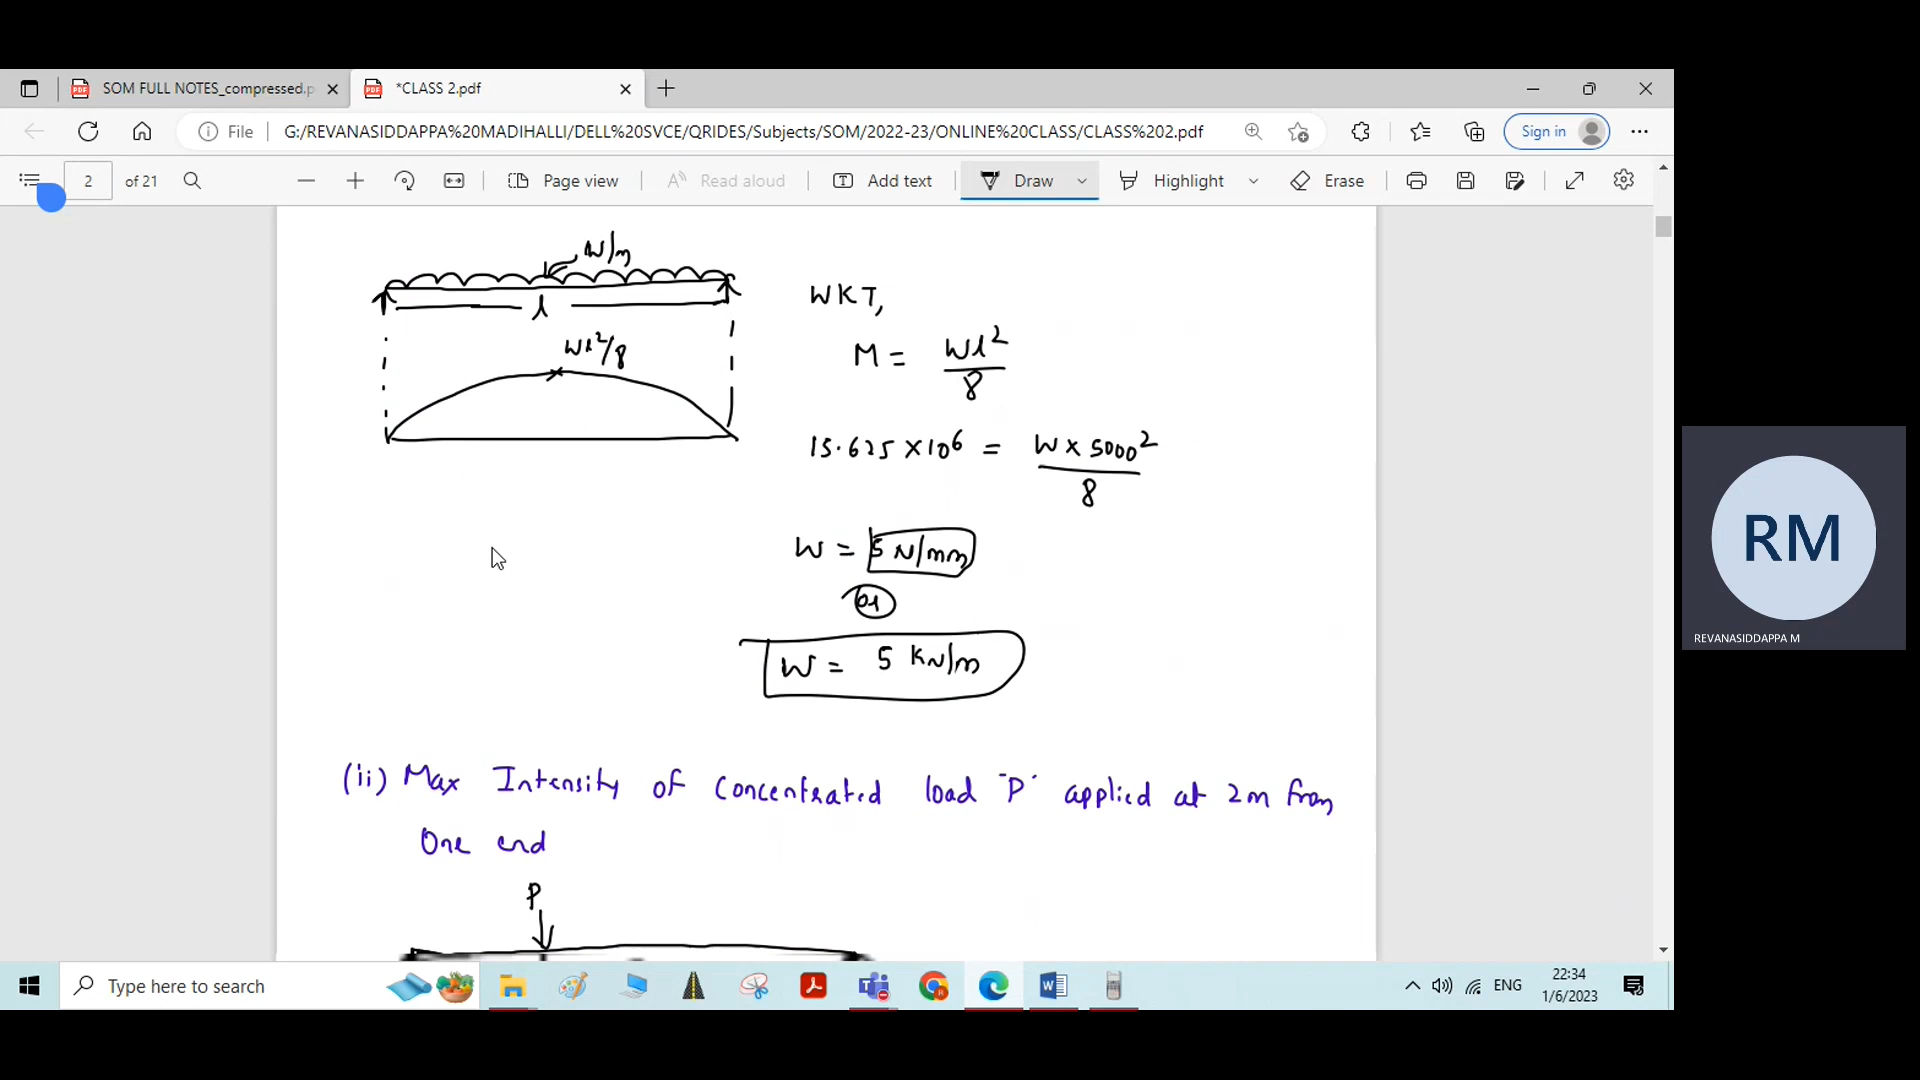 SOM FULL NOTES_compressed.p
*CLASS 2.pdf
File
G:/REVANASIDDAPPA%20MADIHALLI/DELL%20SVCE/QRIDES/Subjects/SOM/2022-23/ONLINE%20CLASS/CLASS%202.pdf
Sign in
2 of 21
Page view
Read aloud
Add text
Draw
Highlight
Erase
W/m
l
Wl²/8
WKT,
M = Wl²/8
15.625 × 10⁶ = W × 5000²/8
W = 5 N/mm
or
W = 5 KN/m
(ii) Max Intensity of Concentrated load "P" applied at 2m from
One end
P
RM
REVANASIDDAPPA M
Type here to search
ENG
22:34
1/6/2023